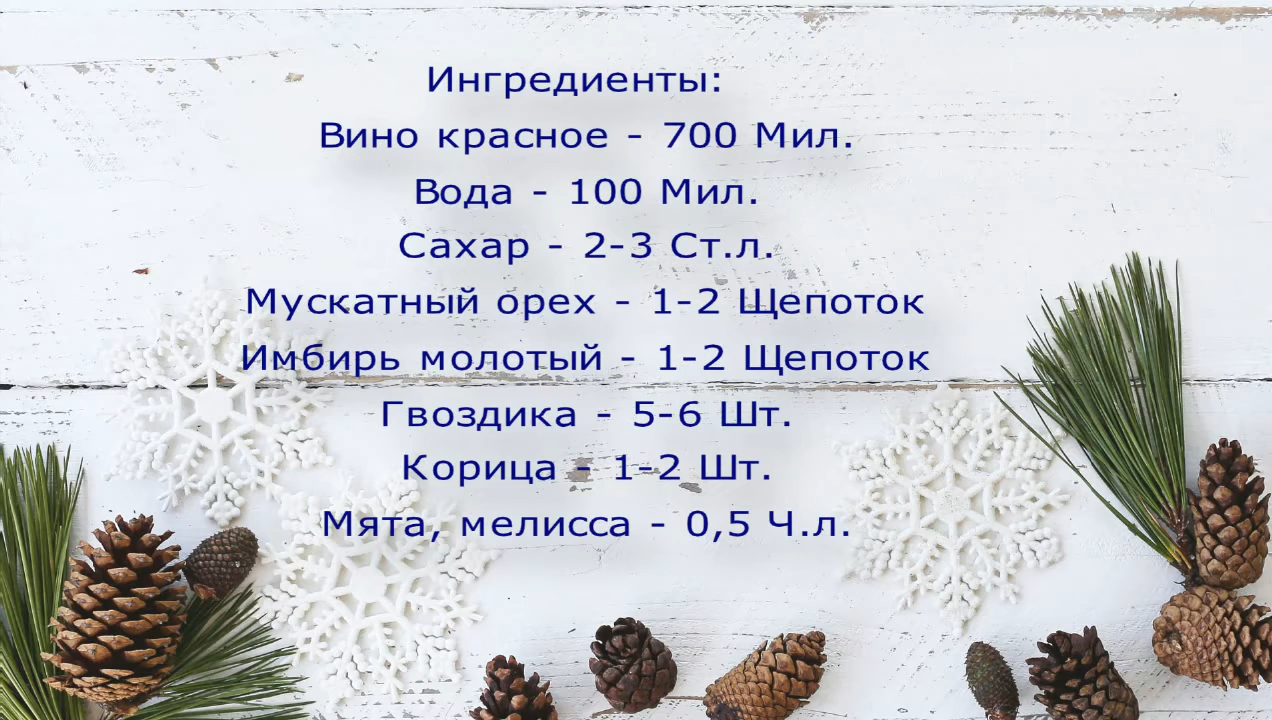 Ингредиенты:
Вино красное - 700 Мил.
Вода - 100 Мил.
Сахар - 2-3 Ст.л.
Мускатный орех - 1-2 Щепоток
Имбирь молотый - 1-2 Щепоток
Гвоздика - 5-6 Шт.
Корица - 1-2 Шт.
Мята, мелисса - 0,5 Ч.л.